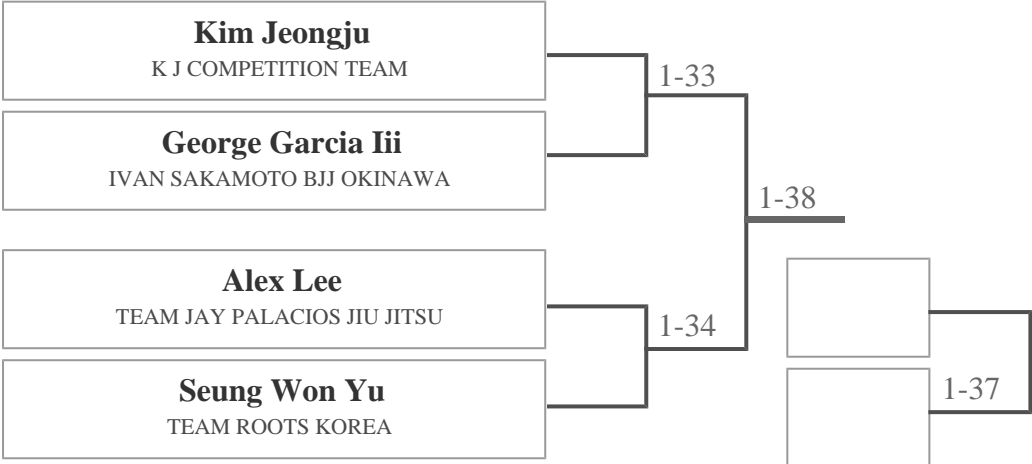 Kim Jeongju
K J COMPETITION TEAM
1-33
George Garcia Iii
IVAN SAKAMOTO BJJ OKINAWA
1-38
Alex Lee
TEAM JAY PALACIOS JIU JITSU
1-34
Seung Won Yu
TEAM ROOTS KOREA
1-37